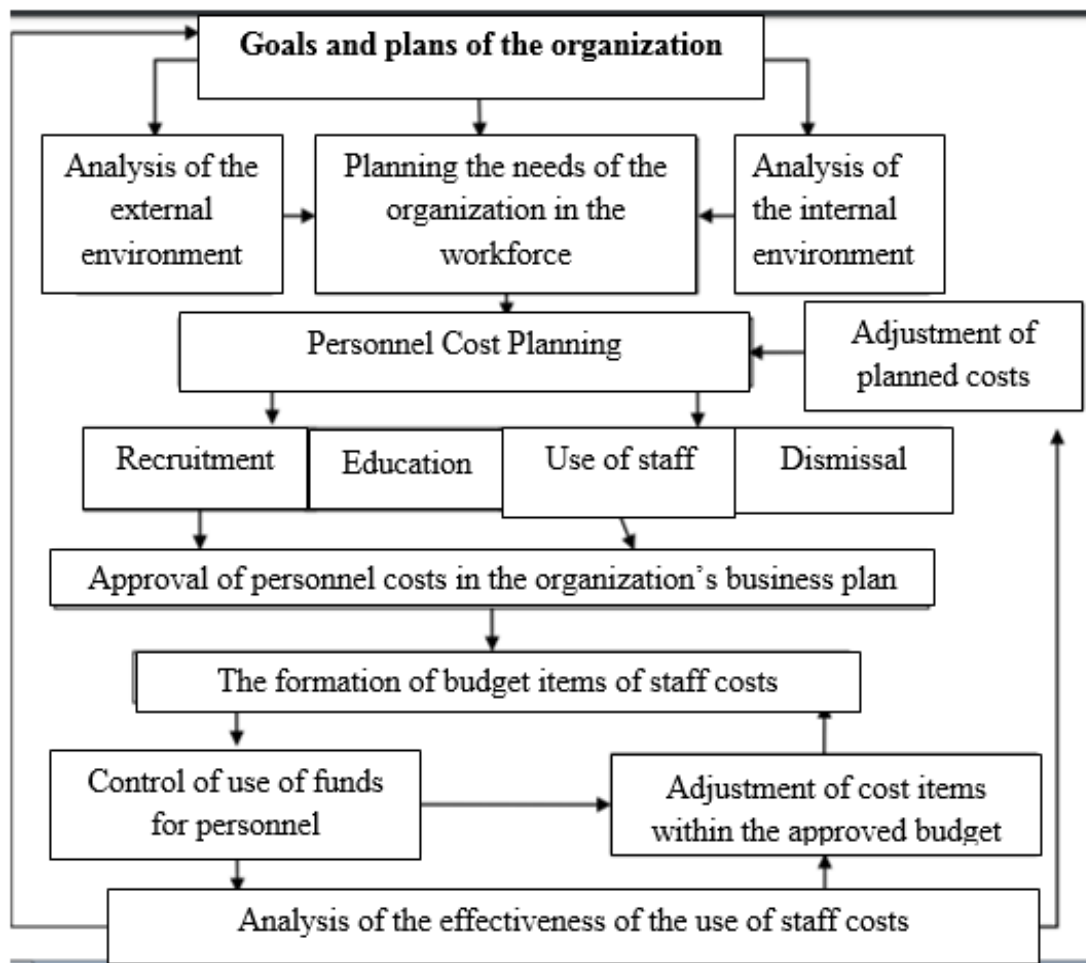 Goals and plans of the organization
Analysis of the
external
environment
Planning the needs of the
organization in the
workforce
Analysis of
the internal
environment
Personnel Cost Planning
Adjustment of
planned costs
Recruitment
Education
Use of staff
Dismissal
Approval of personnel costs in the organization’s business plan
The formation of budget items of staff costs
Control of use of funds
for personnel
Adjustment of cost items
within the approved budget
Analysis of the effectiveness of the use of staff costs